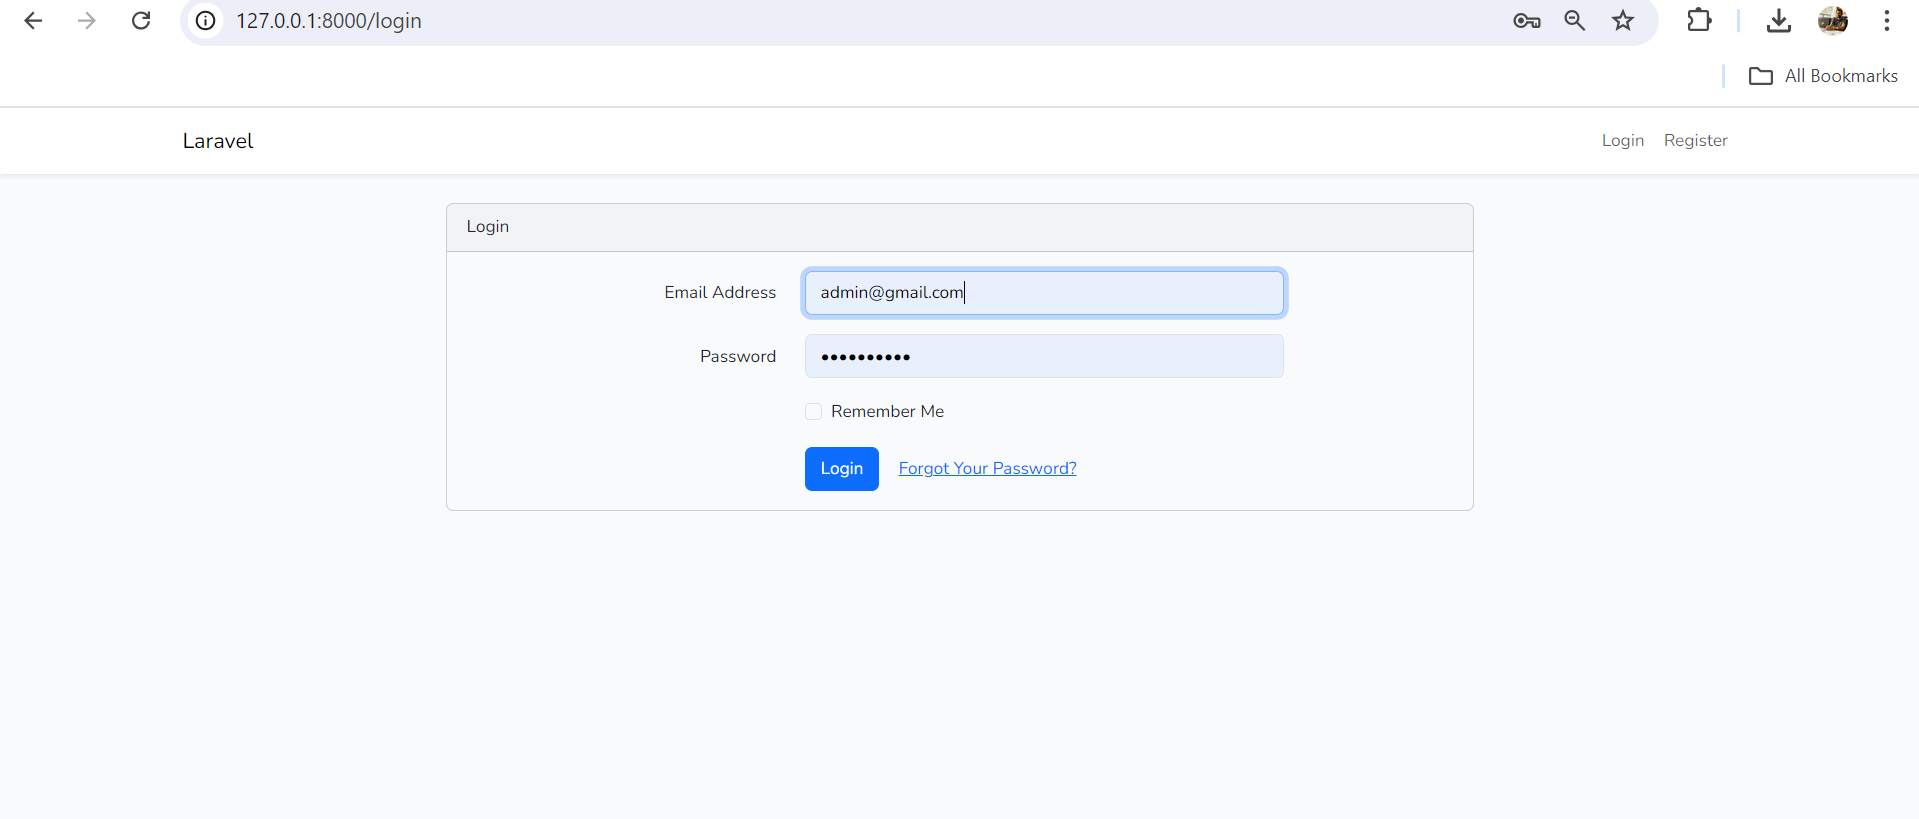 127.0.0.1:8000/login
All Bookmarks
Laravel
Login Register
Login
Email Address admin@gmail.com
Password ••••••••••
Remember Me
Login Forgot Your Password?